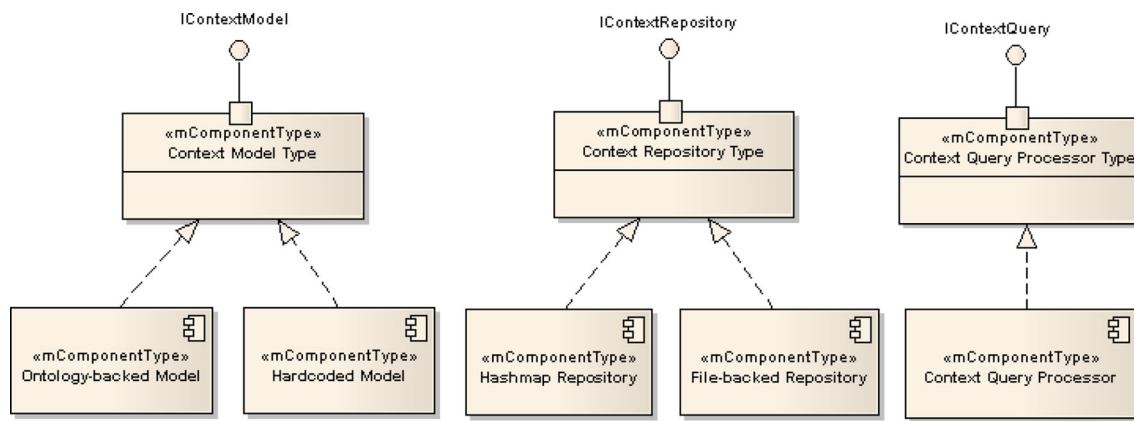 IContextModel
«mComponentType»
Context Model Type
«mComponentType»
Ontology-backed Model
«mComponentType»
Hardcoded Model
IContextRepository
«mComponentType»
Context Repository Type
«mComponentType»
Hashmap Repository
«mComponentType»
File-backed Repository
IContextQuery
«mComponentType»
Context Query Processor Type
«mComponentType»
Context Query Processor